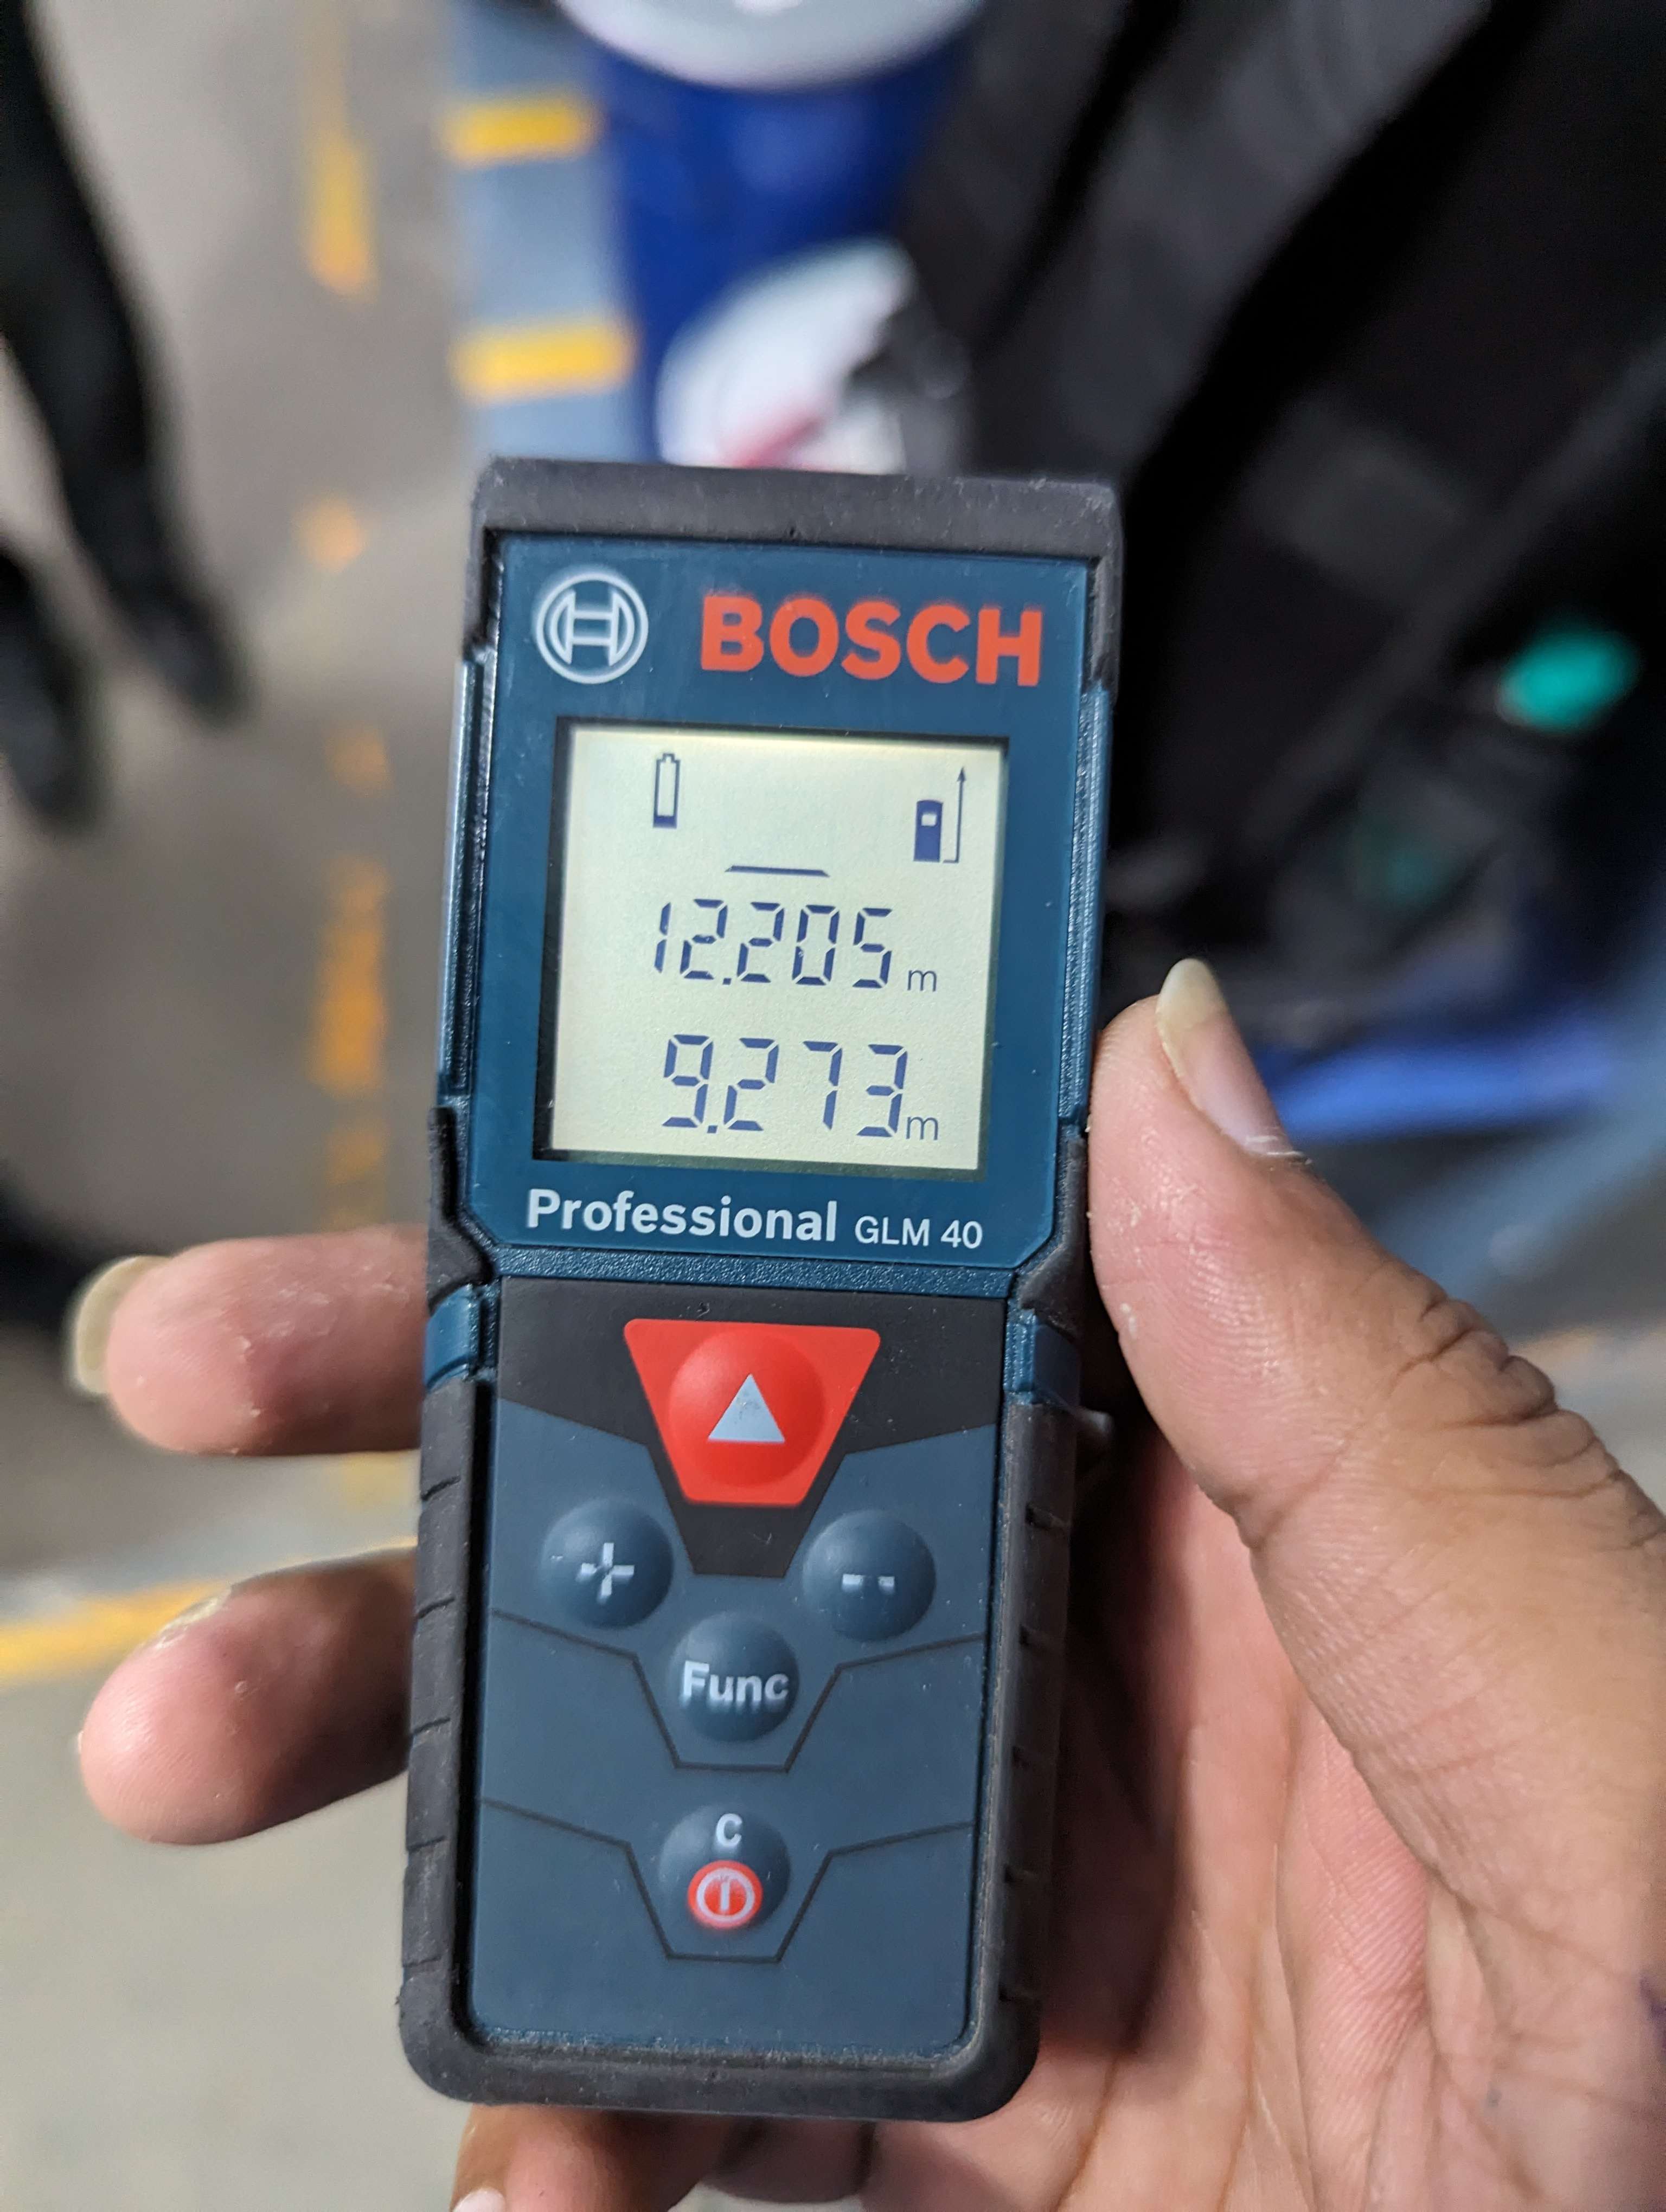 BOSCH
12.205 m
9.273 m
Professional GLM 40
Func
C